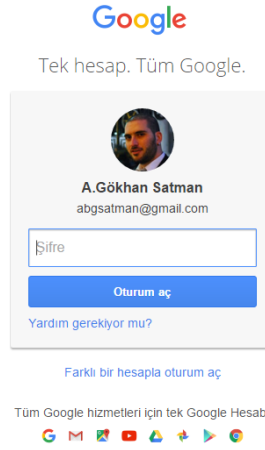 Google
Tek hesap. Tüm Google.
A.Gökhan Satman
abgsatman@gmail.com
Şifre
Oturum aç
Yardım gerekiyor mu?
Farklı bir hesapla oturum aç
Tüm Google hizmetleri için tek Google Hesab